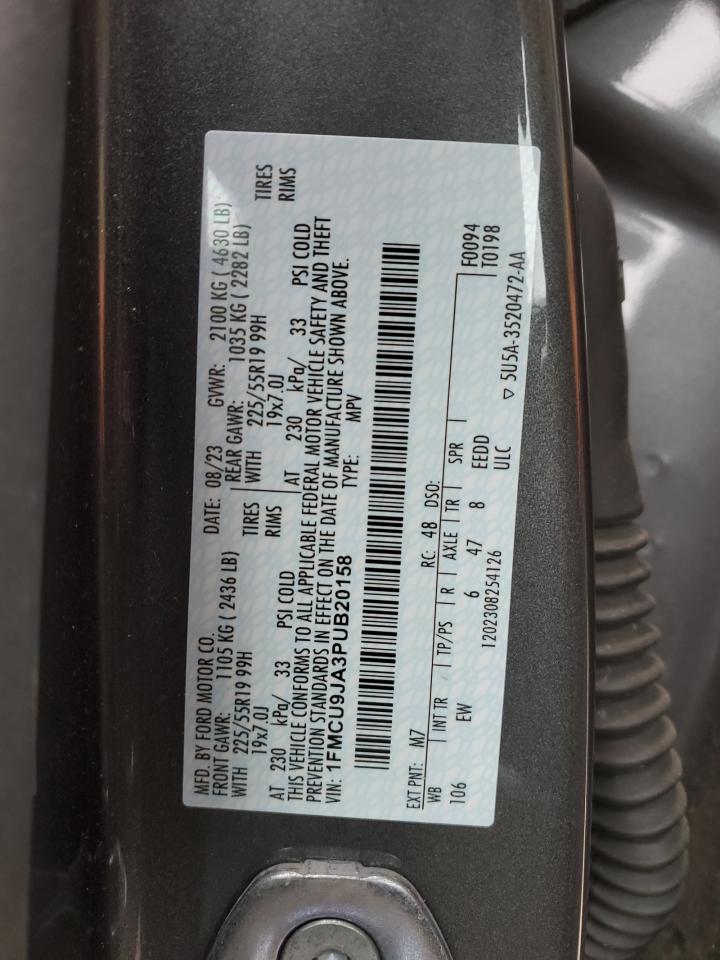 MFD. BY FORD MOTOR CO.
DATE: 08/23 GVWR: 2100 KG ( 4630 LB)
FRONT GAWR: 1105 KG ( 2436 LB) REAR GAWR: 1035 KG ( 2282 LB)
WITH 225/55R19 99H TIRES WITH 225/55R19 99H TIRES
19x7.0J RIMS 19x7.0J RIMS
AT 230 kPa/ 33 PSI COLD AT 230 kPa/ 33 PSI COLD
THIS VEHICLE CONFORMS TO ALL APPLICABLE FEDERAL MOTOR VEHICLE SAFETY AND THEFT
PREVENTION STANDARDS IN EFFECT ON THE DATE OF MANUFACTURE SHOWN ABOVE.
VIN: 1FMCU9JA3PUB20158 TYPE: MPV
EXT PNT: M7 RC: 48 DSO: F0094
WB INT TR TP/PS R AXLE TR SPR T0198
106 EW 6 47 8 EEDD
1202308254126 ULC ▽ 5U5A-3520472-AA